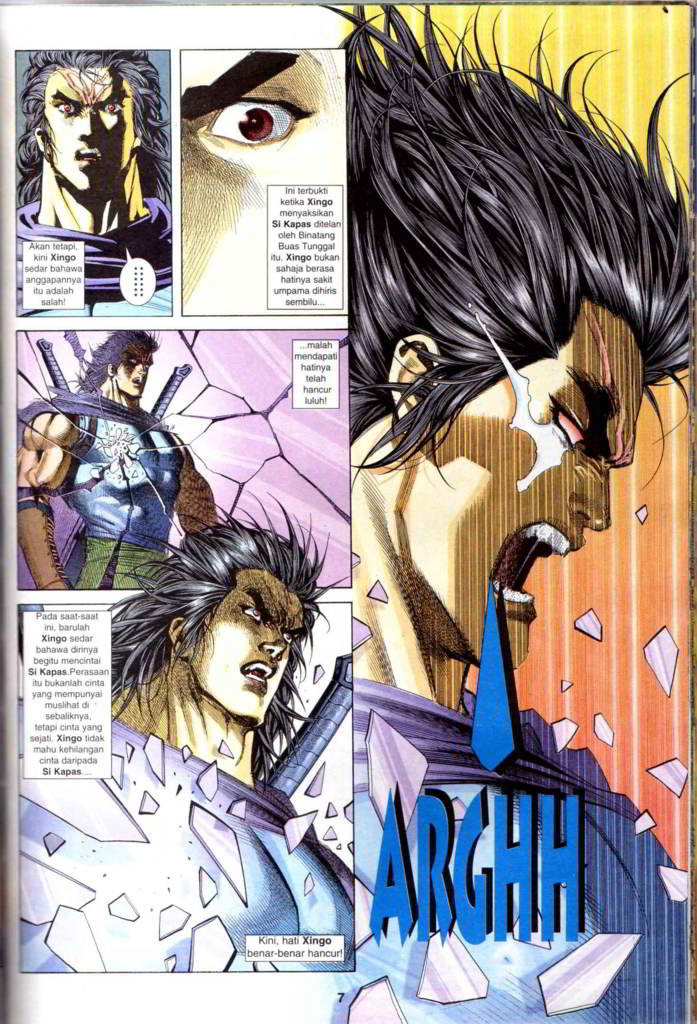 Akan tetapi,
kini Xingo
sedar bahawa
anggapannya
itu adalah
salah!
Ini terbukti
ketika Xingo
menyaksikan
Si Kapas ditelan
oleh Binatang
Buas Tunggal
itu. Xingo bukan
sahaja berasa
hatinya sakit
umpama dihiris
sembilu...
...malah
mendapati
hatinya
telah
hancur
luluh!
Pada saat-saat
ini, barulah
Xingo sedar
bahawa dirinya
begitu mencintai
Si Kapas.Perasaan
itu bukanlah cinta
yang mempunyai
muslihat di
sebaliknya,
tetapi cinta yang
sejati. Xingo tidak
mahu kehilangan
cinta daripada
Si Kapas....
Kini, hati Xingo
benar-benar hancur!
ARGHH
7